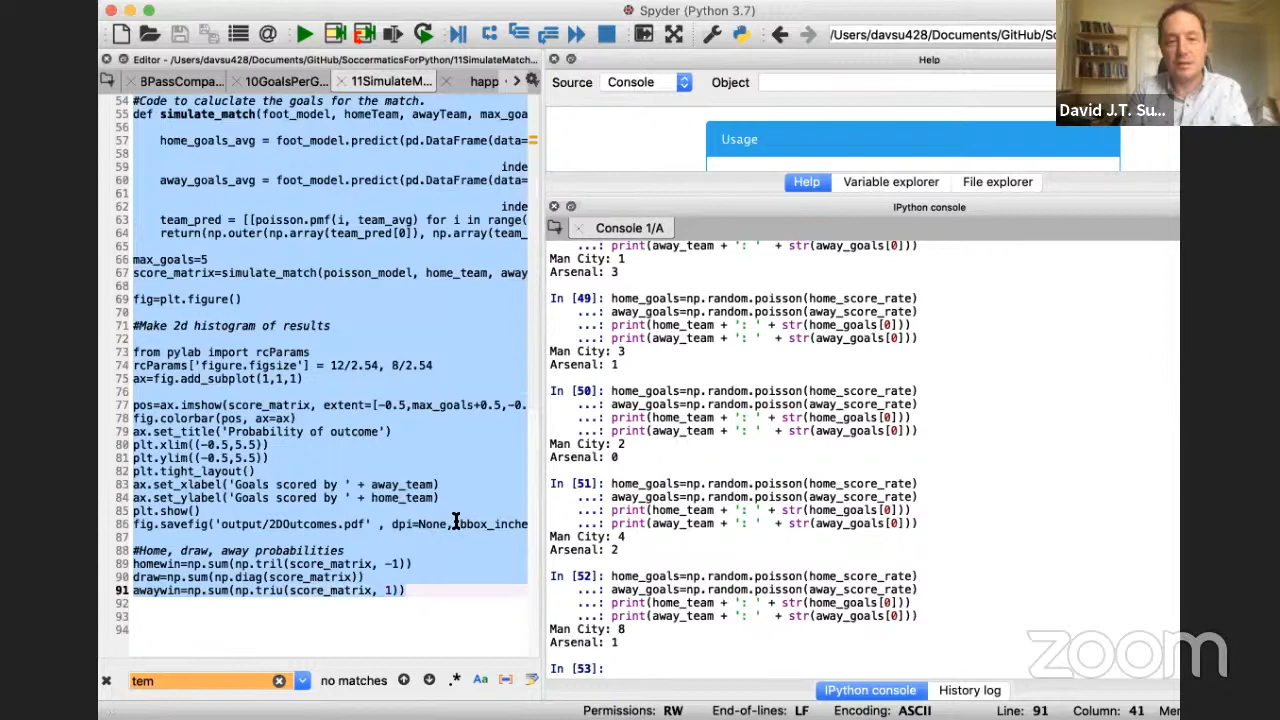 Spyder (Python 3.7)
/Users/davsu428/Documents/GitHub/Soc
Editor - /Users/davsu428/Documents/GitHub/SoccermaticsForPython/11SimulateMatch...
Help
8PassCompa...
10GoalsPerG...
11SimulateM...
happ
Source
Console
Object
Usage
Help
Variable explorer
File explorer
IPython console
Console 1/A
54 #Code to caluclate the goals for the match.
55 def simulate_match(foot_model, homeTeam, awayTeam, max_goa
56
57 home_goals_avg = foot_model.predict(pd.DataFrame(data=
58
59 inde
60 away_goals_avg = foot_model.predict(pd.DataFrame(data=
61
62 inde
63 team_pred = [[poisson.pmf(i, team_avg) for i in range(
64 return(np.outer(np.array(team_pred[0]), np.array(team_
65
66 max_goals=5
67 score_matrix=simulate_match(poisson_model, home_team, away
68
69 fig=plt.figure()
70
71 #Make 2d histogram of results
72
73 from pylab import rcParams
74 rcParams['figure.figsize'] = 12/2.54, 8/2.54
75 ax=fig.add_subplot(1,1,1)
76
77 pos=ax.imshow(score_matrix, extent=[-0.5,max_goals+0.5,-0.
78 fig.colorbar(pos, ax=ax)
79 ax.set_title('Probability of outcome')
80 plt.xlim((-0.5,5.5))
81 plt.ylim((-0.5,5.5))
82 plt.tight_layout()
83 ax.set_xlabel('Goals scored by ' + away_team)
84 ax.set_ylabel('Goals scored by ' + home_team)
85 plt.show()
86 fig.savefig('output/2DOutcomes.pdf' , dpi=None, bbox_inche
87
88 #Home, draw, away probabilities
89 homewin=np.sum(np.tril(score_matrix, -1))
90 draw=np.sum(np.diag(score_matrix))
91 awaywin=np.sum(np.triu(score_matrix, 1))
92
93
94
...: print(away_team + ': ' + str(away_goals[0]))
Man City: 1
Arsenal: 3
In [49]: home_goals=np.random.poisson(home_score_rate)
...: away_goals=np.random.poisson(away_score_rate)
...: print(home_team + ': ' + str(home_goals[0]))
...: print(away_team + ': ' + str(away_goals[0]))
Man City: 3
Arsenal: 1
In [50]: home_goals=np.random.poisson(home_score_rate)
...: away_goals=np.random.poisson(away_score_rate)
...: print(home_team + ': ' + str(home_goals[0]))
...: print(away_team + ': ' + str(away_goals[0]))
Man City: 2
Arsenal: 0
In [51]: home_goals=np.random.poisson(home_score_rate)
...: away_goals=np.random.poisson(away_score_rate)
...: print(home_team + ': ' + str(home_goals[0]))
...: print(away_team + ': ' + str(away_goals[0]))
Man City: 4
Arsenal: 2
In [52]: home_goals=np.random.poisson(home_score_rate)
...: away_goals=np.random.poisson(away_score_rate)
...: print(home_team + ': ' + str(home_goals[0]))
...: print(away_team + ': ' + str(away_goals[0]))
Man City: 8
Arsenal: 1
In [53]:
tem
no matches
.*
Aa
IPython console
History log
Permissions: RW
End-of-lines: LF
Encoding: ASCII
Line: 91
Column: 41
Mer
David J.T. Su...
zoom